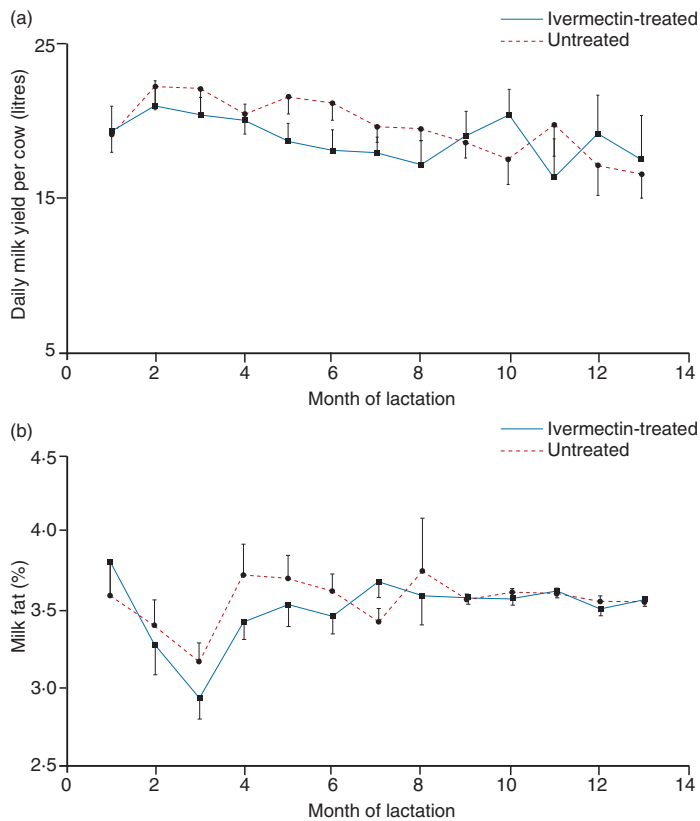 (a)
Ivermectin-treated
Untreated
25
15
5
Daily milk yield per cow (litres)
0 2 4 6 8 10 12 14
Month of lactation
(b)
Ivermectin-treated
Untreated
4·5
4·0
3·5
3·0
2·5
Milk fat (%)
0 2 4 6 8 10 12 14
Month of lactation